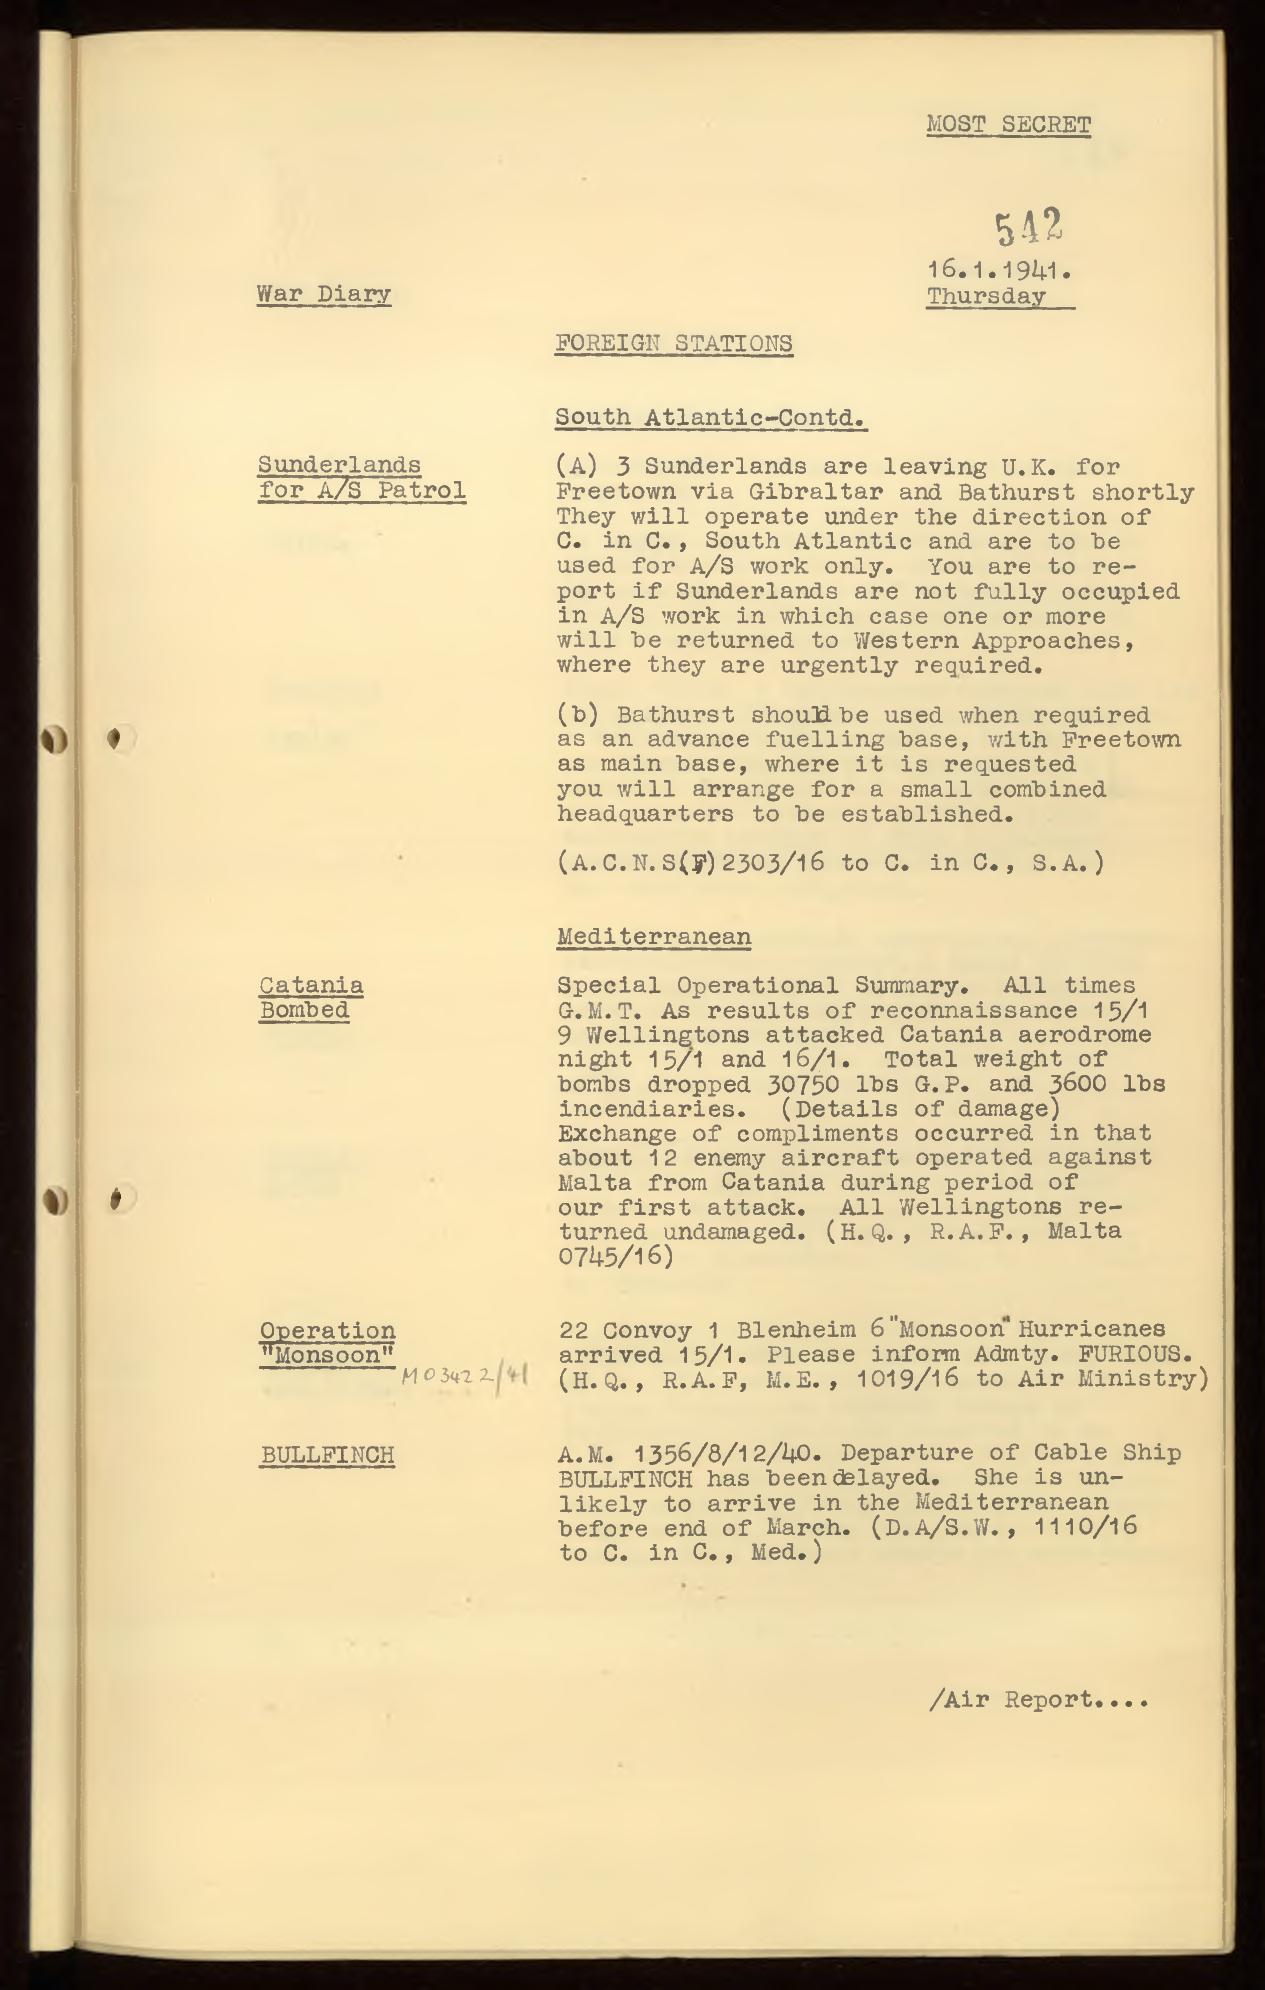 MOST SECRET
542
16.1.1941.
War Diary
Thursday
FOREIGN STATIONS
South Atlantic-Contd.
Sunderlands
for A/S Patrol
(A) 3 Sunderlands are leaving U.K. for
Freetown via Gibraltar and Bathurst shortly
They will operate under the direction of
C. in C., South Atlantic and are to be
used for A/S work only. You are to re-
port if Sunderlands are not fully occupied
in A/S work in which case one or more
will be returned to Western Approaches,
where they are urgently required.
(b) Bathurst should be used when required
as an advance fuelling base, with Freetown
as main base, where it is requested
you will arrange for a small combined
headquarters to be established.
(A.C.N.S(F)2303/16 to C. in C., S.A.)
Mediterranean
Catania
Bombed
Special Operational Summary. All times
G.M.T. As results of reconnaissance 15/1
9 Wellingtons attacked Catania aerodrome
night 15/1 and 16/1. Total weight of
bombs dropped 30750 lbs G.P. and 3600 lbs
incendiaries. (Details of damage)
Exchange of compliments occurred in that
about 12 enemy aircraft operated against
Malta from Catania during period of
our first attack. All Wellingtons re-
turned undamaged. (H.Q., R.A.F., Malta
0745/16)
Operation
"Monsoon"
M03422/41
22 Convoy 1 Blenheim 6 "Monsoon" Hurricanes
arrived 15/1. Please inform Admty. FURIOUS.
(H.Q., R.A.F, M.E., 1019/16 to Air Ministry)
BULLFINCH
A.M. 1356/8/12/40. Departure of Cable Ship
BULLFINCH has been delayed. She is un-
likely to arrive in the Mediterranean
before end of March. (D.A/S.W., 1110/16
to C. in C., Med.)
/Air Report....